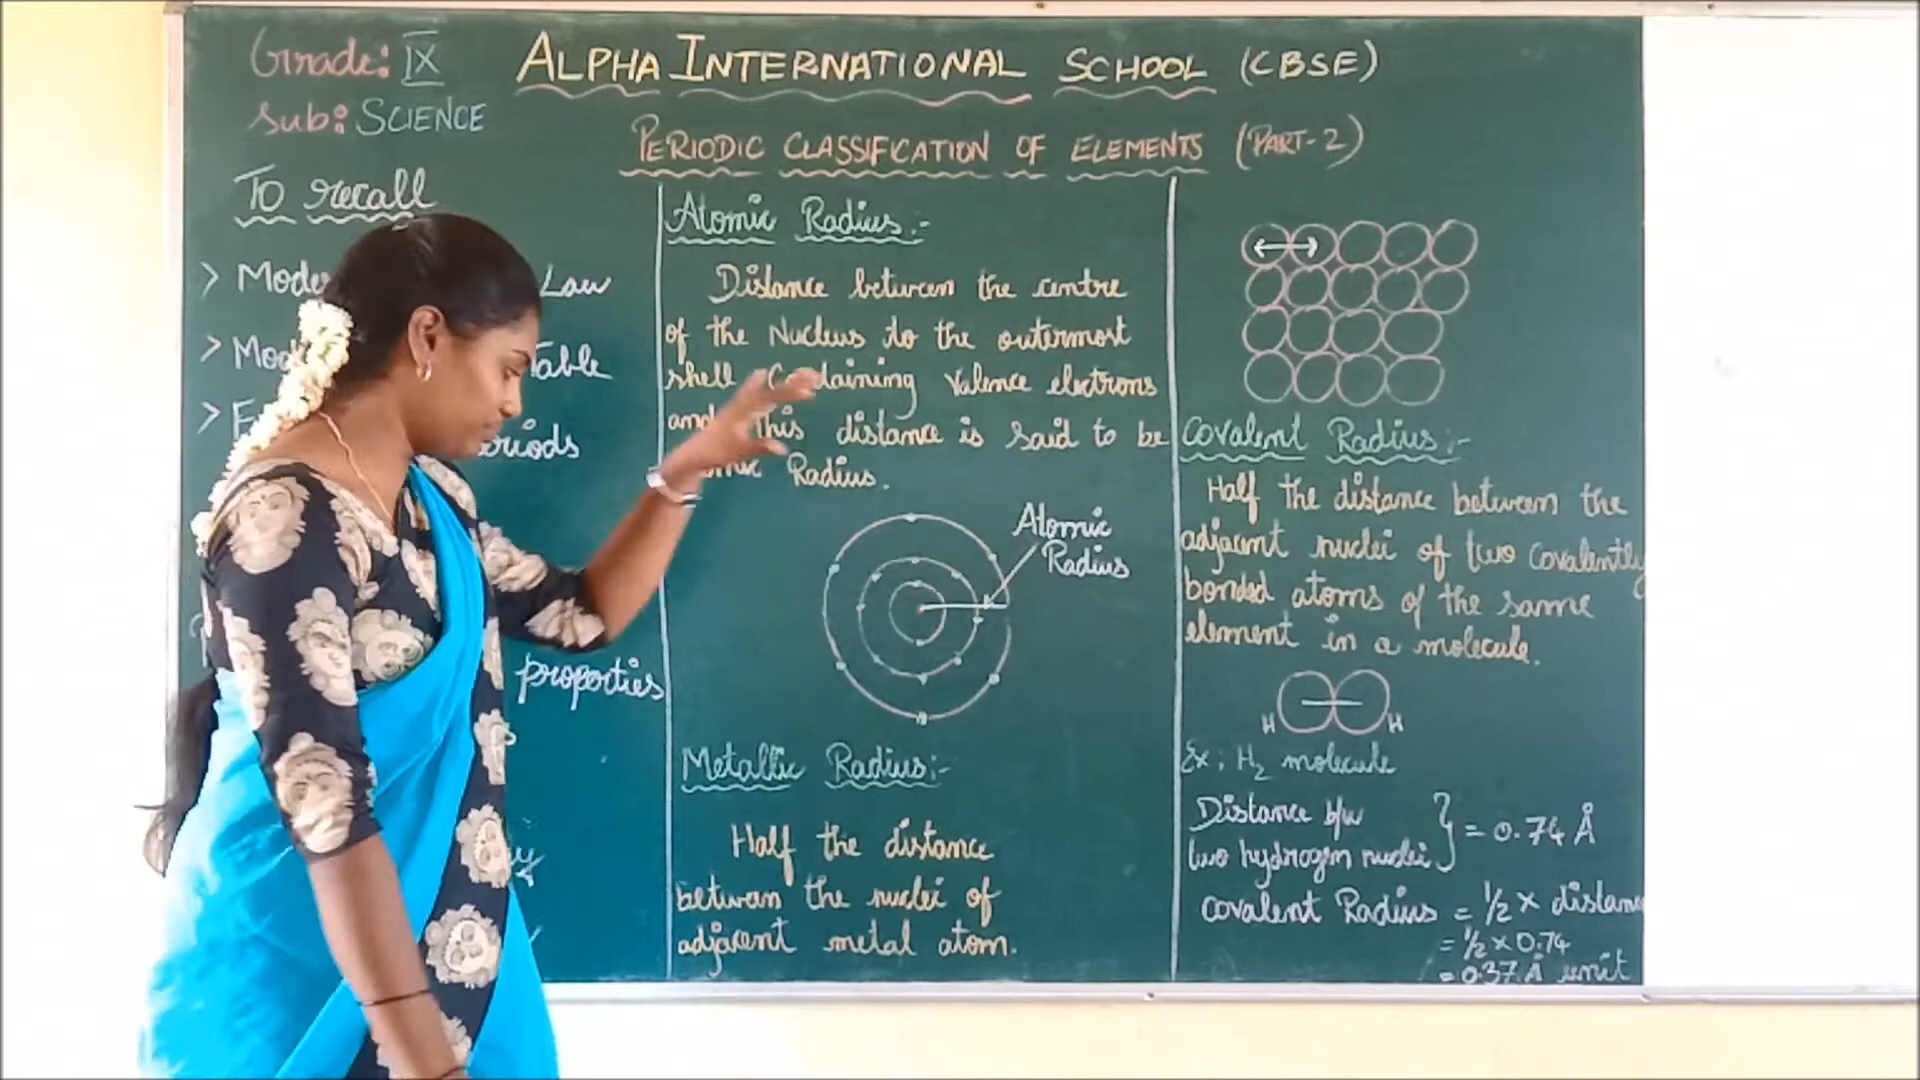 Grade: IX
Sub: SCIENCE
ALPHA INTERNATIONAL SCHOOL (CBSE)
PERIODIC CLASSIFICATION OF ELEMENTS (PART-2)
To recall
> Law
> Table
>
properties
Atomic Radius:-
Distance between the centre
of the Nucleus to the outermost
shell Containing Valence electrons
and this distance is said to be
Radius.
Atomic
Radius
Metallic Radius:-
Half the distance
between the nuclei of
adjacent metal atom.
Covalent Radius:-
Half the distance between the
adjacent nuclei of two Covalently
bonded atoms of the same
element in a molecule.
H H
Ex: H2 molecule
Distance b/w
two hydrogen nuclei } = 0.74 Å
Covalent Radius = 1/2 × distance
= 1/2 × 0.74
= 0.37 Å unit